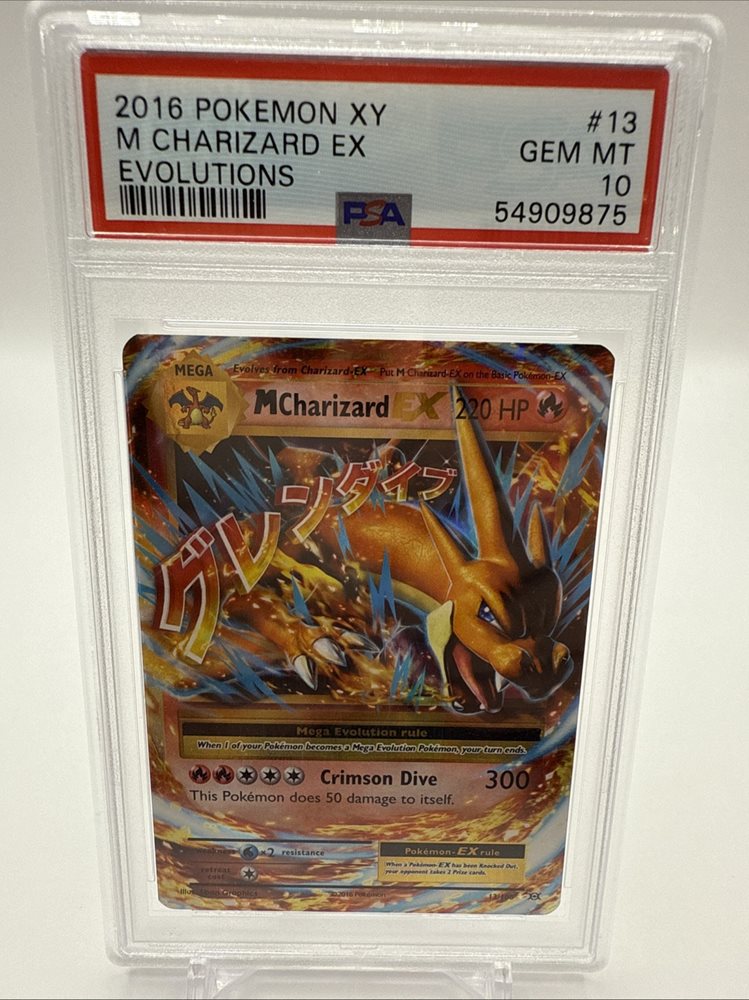 2016 POKEMON XY #13
M CHARIZARD EX GEM MT
EVOLUTIONS 10
PSA 54909875
MEGA Evolves from Charizard-EX Put M Charizard-EX on the Basic Pokémon-EX
MCharizard EX 220 HP
グレンダイブ
Mega Evolution rule
When 1 of your Pokémon becomes a Mega Evolution Pokémon, your turn ends.
Crimson Dive 300
This Pokémon does 50 damage to itself.
weakness ×2 resistance
retreat cost
Pokémon-EX rule
When a Pokémon-EX has been Knocked Out,
your opponent takes 2 Prize cards.
©2016 Pokémon